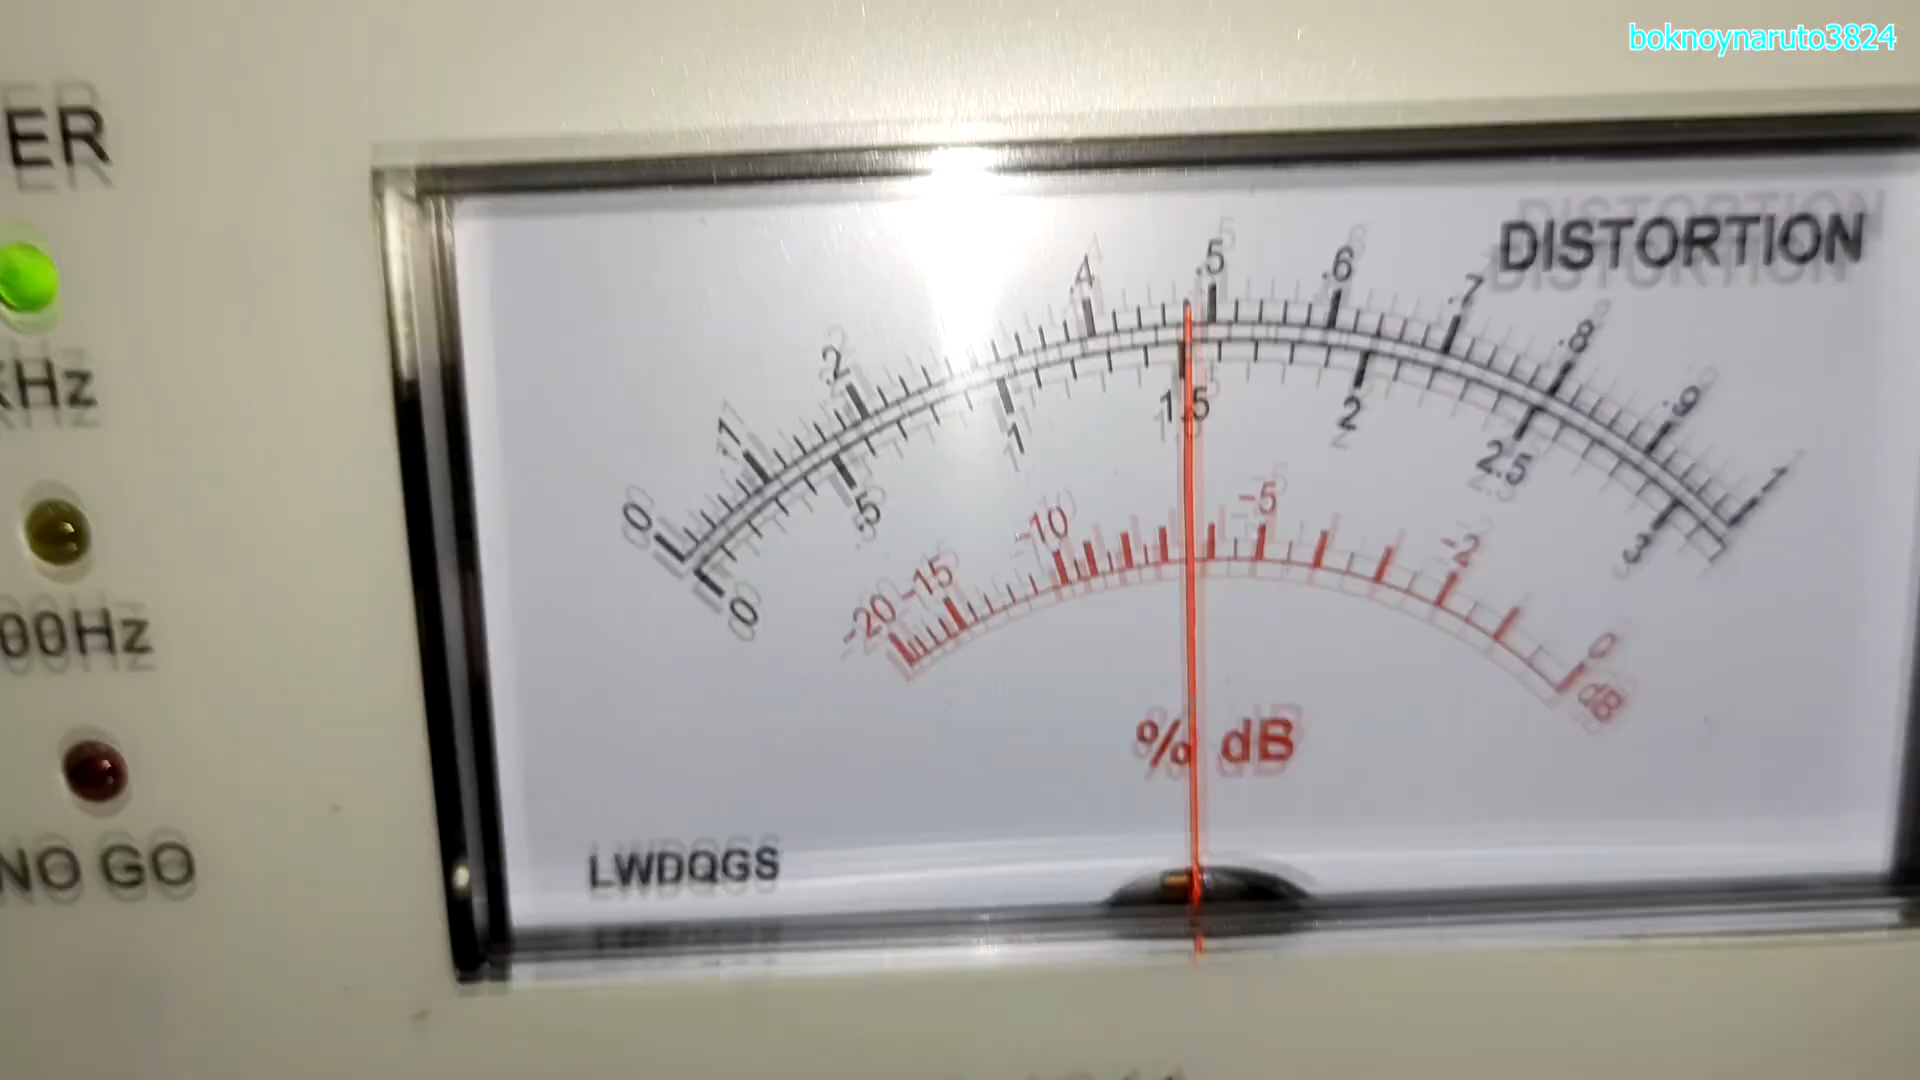 boknoynaruto3824
ER
DISTORTION
0 .1 .2 .4 .5 .6 .7 .8 .9 1
0 .5 1 1.5 2 2.5 3
-20 -15 -10 -5 -2 0 dB
KHz
00Hz
% dB
NO GO
LWDQGS